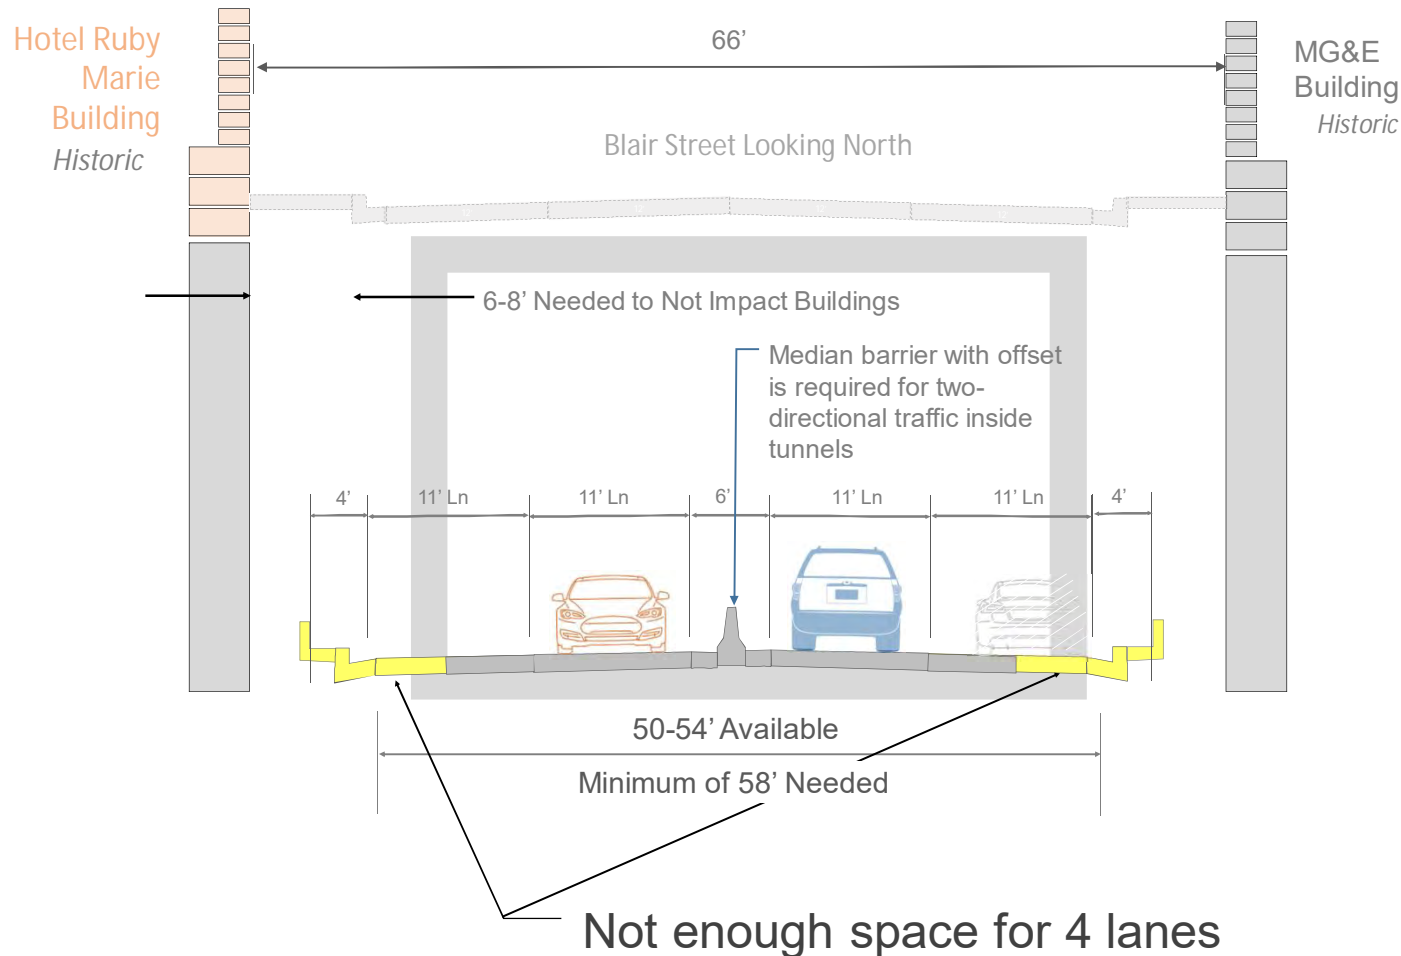 Hotel Ruby
Marie
Building
Historic
66’
MG&E
Building
Historic
Blair Street Looking North
6-8’ Needed to Not Impact Buildings
Median barrier with offset
is required for two-
directional traffic inside
tunnels
4’
11’ Ln
11’ Ln
6’
11’ Ln
11’ Ln
4’
50-54’ Available
Minimum of 58’ Needed
Not enough space for 4 lanes